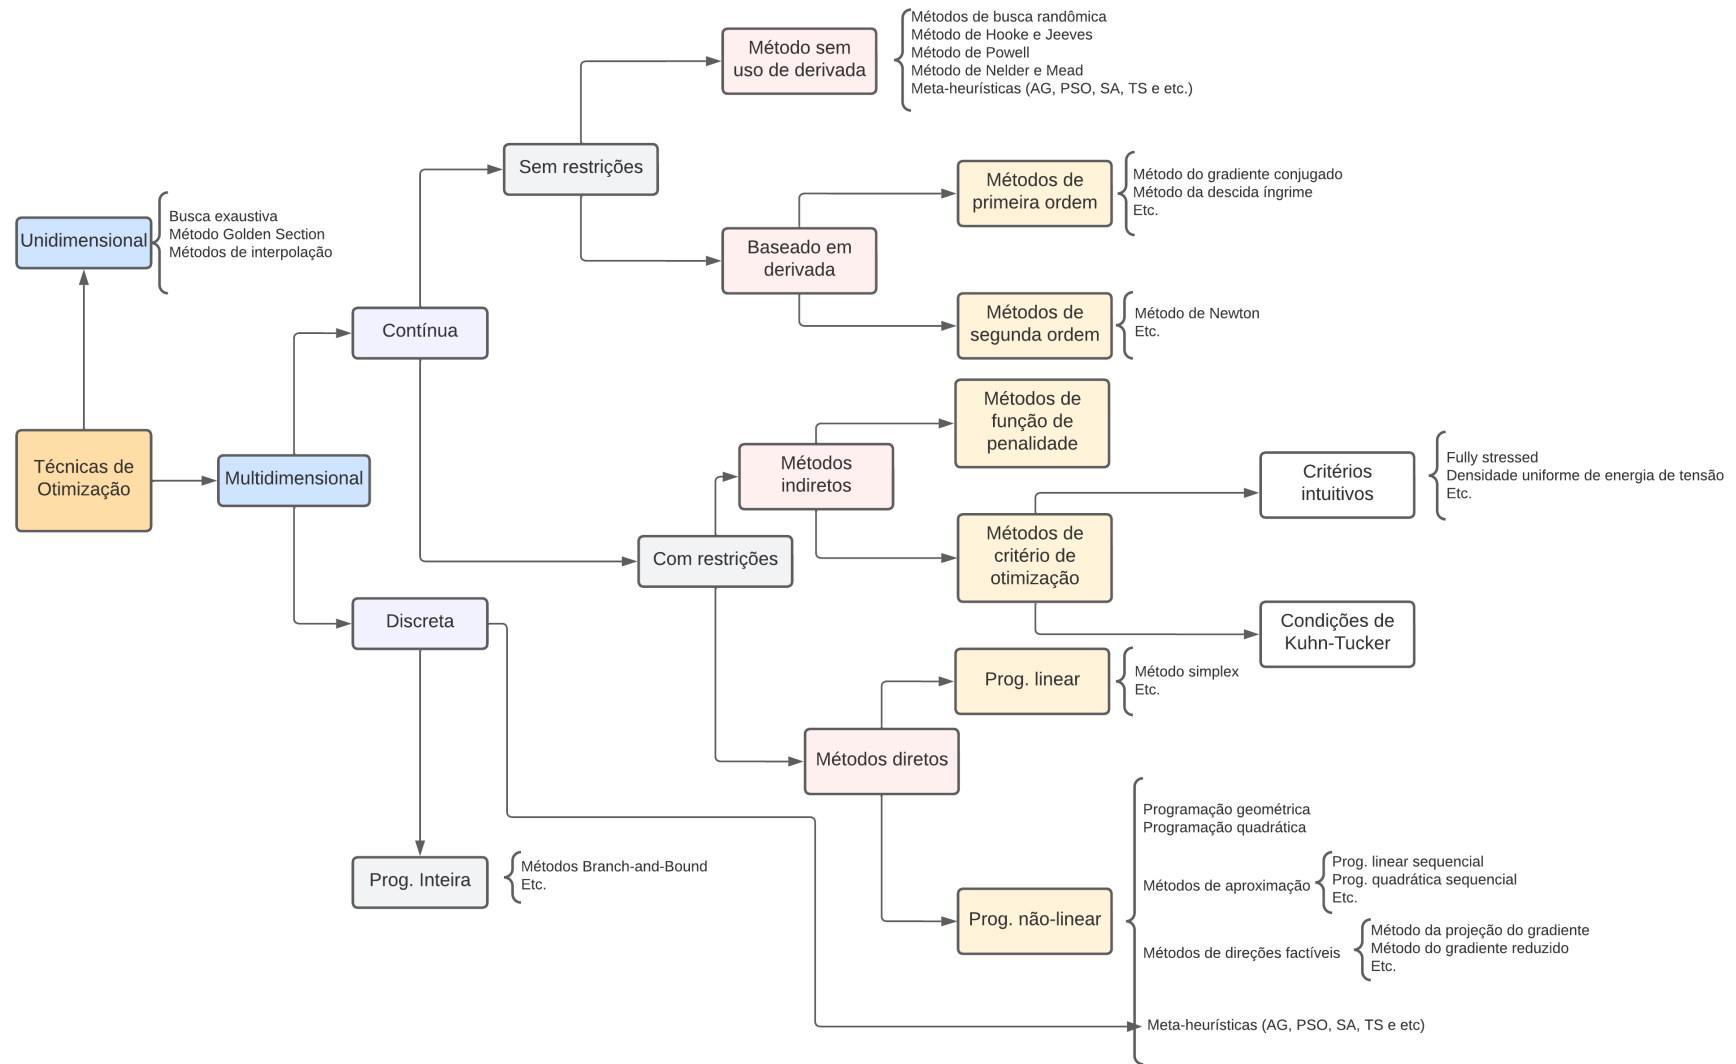 Método sem
uso de derivada
Métodos de busca randômica
Método de Hooke e Jeeves
Método de Powell
Método de Nelder e Mead
Meta-heurísticas (AG, PSO, SA, TS e etc.)
Sem restrições
Métodos de
primeira ordem
Método do gradiente conjugado
Método da descida íngrime
Etc.
Unidimensional
Busca exaustiva
Método Golden Section
Métodos de interpolação
Baseado em
derivada
Contínua
Métodos de
segunda ordem
Método de Newton
Etc.
Métodos de
função de
penalidade
Técnicas de
Otimização
Multidimensional
Métodos
indiretos
Critérios
intuitivos
Fully stressed
Densidade uniforme de energia de tensão
Etc.
Com restrições
Métodos de
critério de
otimização
Discreta
Condições de
Kuhn-Tucker
Prog. linear
Método simplex
Etc.
Métodos diretos
Prog. Inteira
Métodos Branch-and-Bound
Etc.
Prog. não-linear
Programação geométrica
Programação quadrática
Métodos de aproximação
Prog. linear sequencial
Prog. quadrática sequencial
Etc.
Métodos de direções factíveis
Método da projeção do gradiente
Método do gradiente reduzido
Etc.
Meta-heurísticas (AG, PSO, SA, TS e etc)